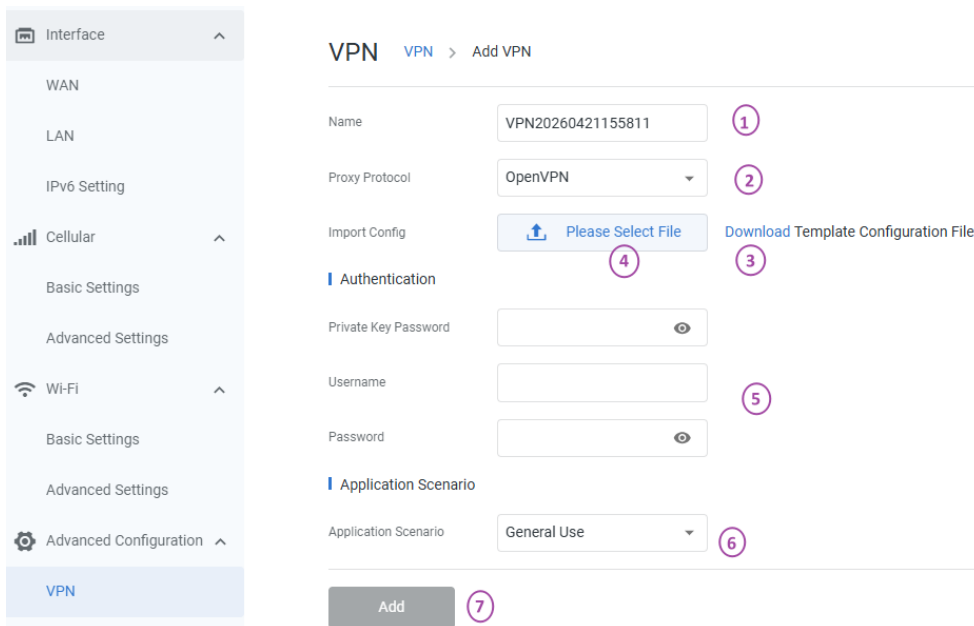 Interface
WAN
LAN
IPv6 Setting
Cellular
Basic Settings
Advanced Settings
Wi-Fi
Basic Settings
Advanced Settings
Advanced Configuration
VPN
VPN VPN > Add VPN
Name VPN20260421155811 1
Proxy Protocol OpenVPN 2
Import Config Please Select File Download Template Configuration File
4 3
Authentication
Private Key Password
Username
5
Password
Application Scenario
Application Scenario General Use 6
Add 7